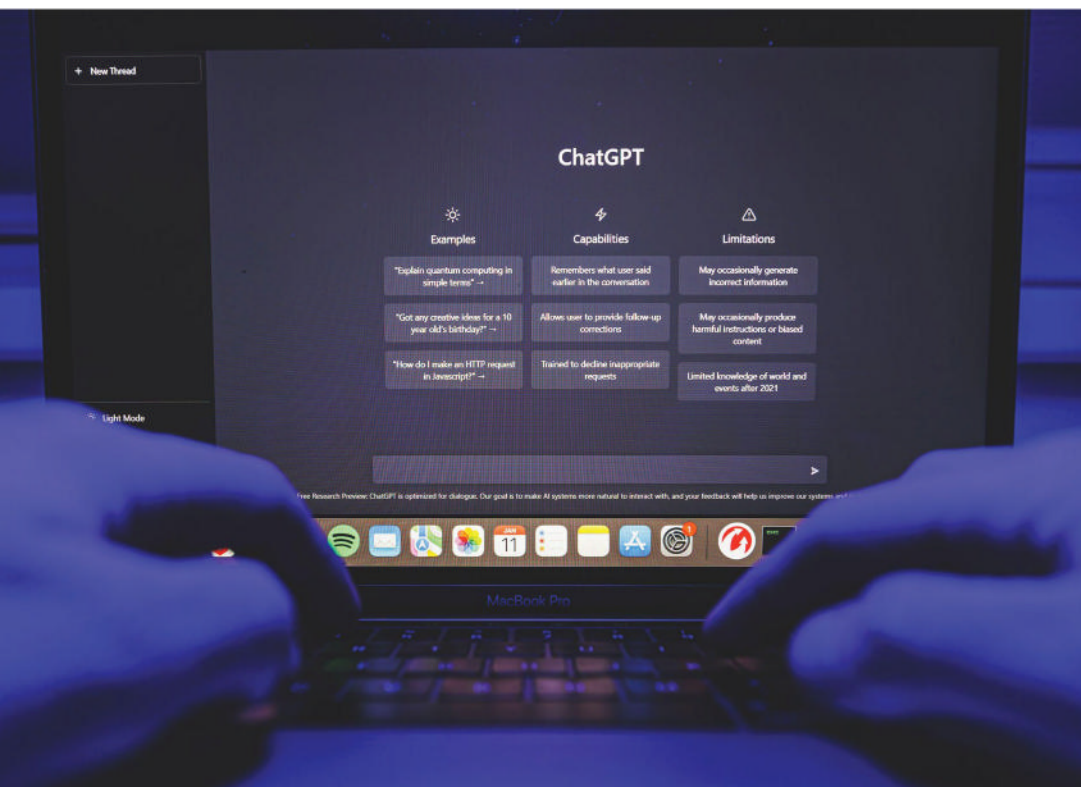 + New Thread
ChatGPT
Examples
Capabilities
Limitations
"Explain quantum computing in
simple terms" →
"Got any creative ideas for a 10
year old's birthday?" →
"How do I make an HTTP request
in Javascript?" →
Remembers what user said
earlier in the conversation
Allows user to provide follow-up
corrections
Trained to decline inappropriate
requests
May occasionally generate
incorrect information
May occasionally produce
harmful instructions or biased
content
Limited knowledge of world and
events after 2021
Light Mode
Free Research Preview: ChatGPT is optimized for dialogue. Our goal is to make AI systems more natural to interact with, and your feedback will help us improve our systems and
JAN
11
1
MacBook Pro